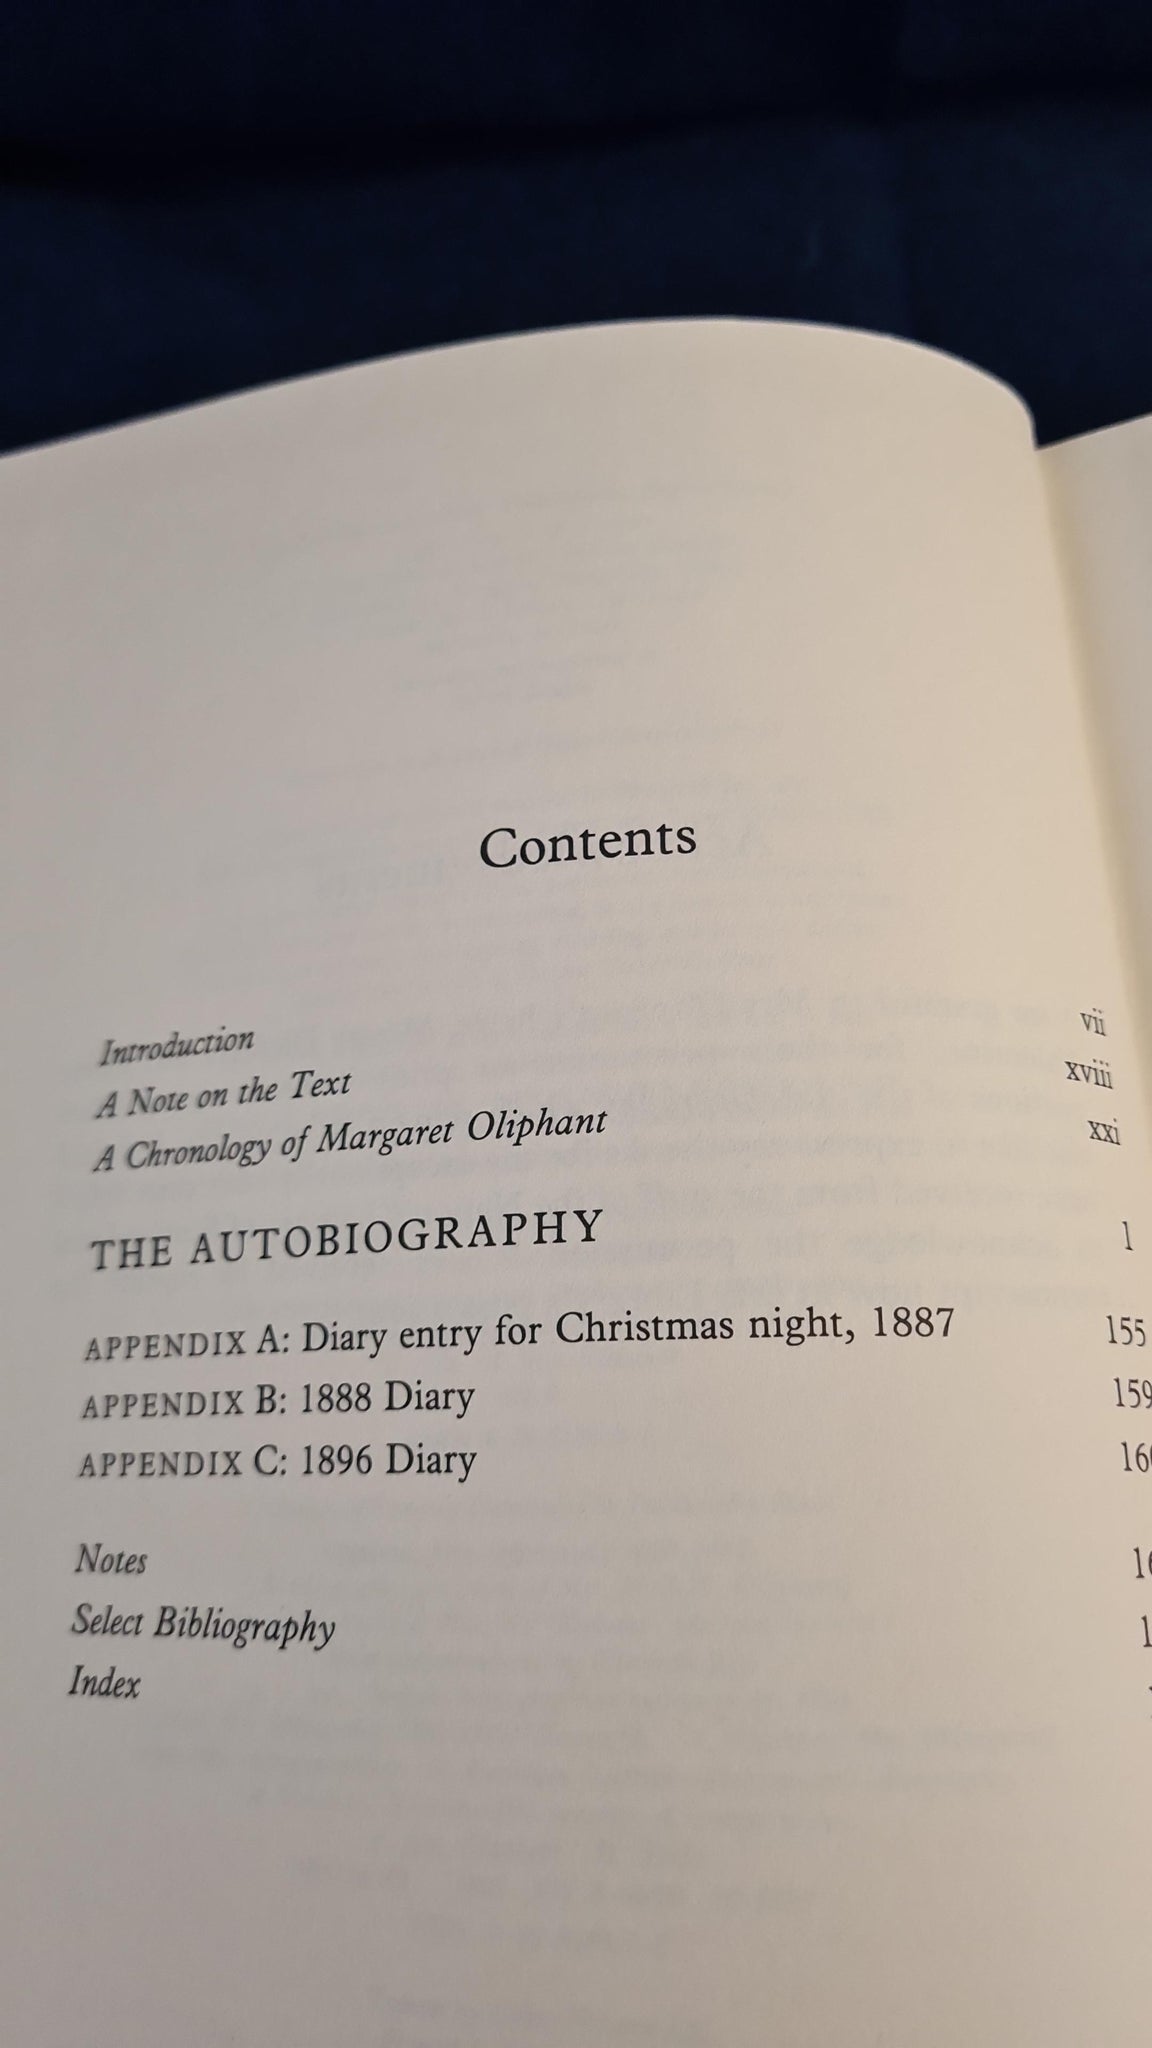 Contents
Introduction vii
A Note on the Text xviii
A Chronology of Margaret Oliphant xxi
THE AUTOBIOGRAPHY 1
APPENDIX A: Diary entry for Christmas night, 1887 155
APPENDIX B: 1888 Diary 159
APPENDIX C: 1896 Diary
Notes
Select Bibliography
Index